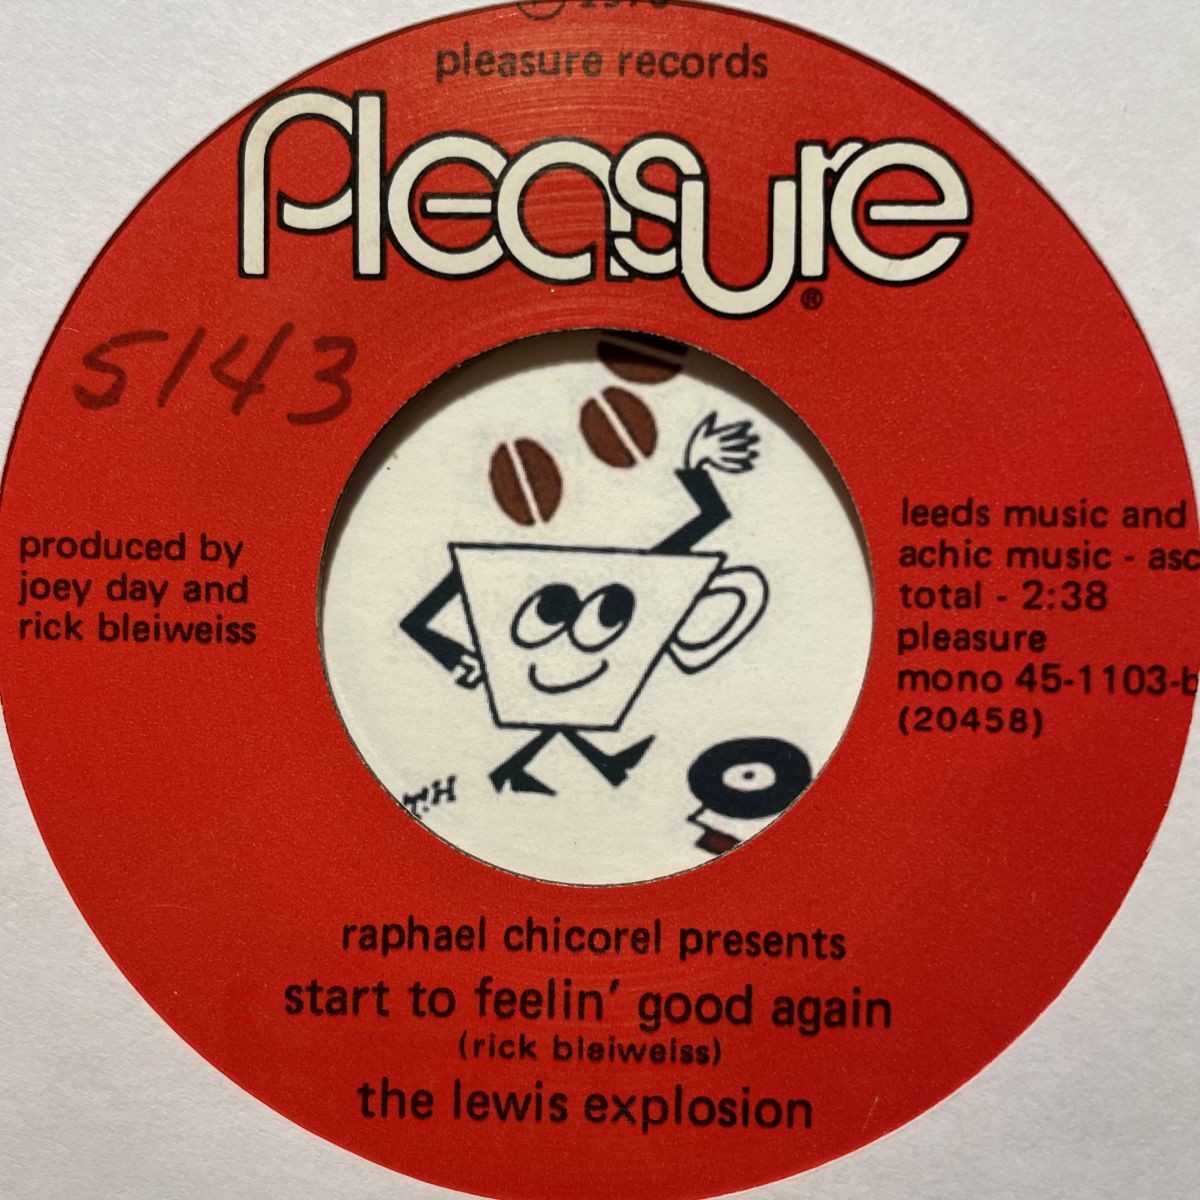 pleasure records
Pleasure®
5143
produced by
joey day and
rick bleiweiss
leeds music and
achic music - asc
total - 2:38
pleasure
mono 45-1103-b
(20458)
T.H
raphael chicorel presents
start to feelin' good again
(rick bleiweiss)
the lewis explosion